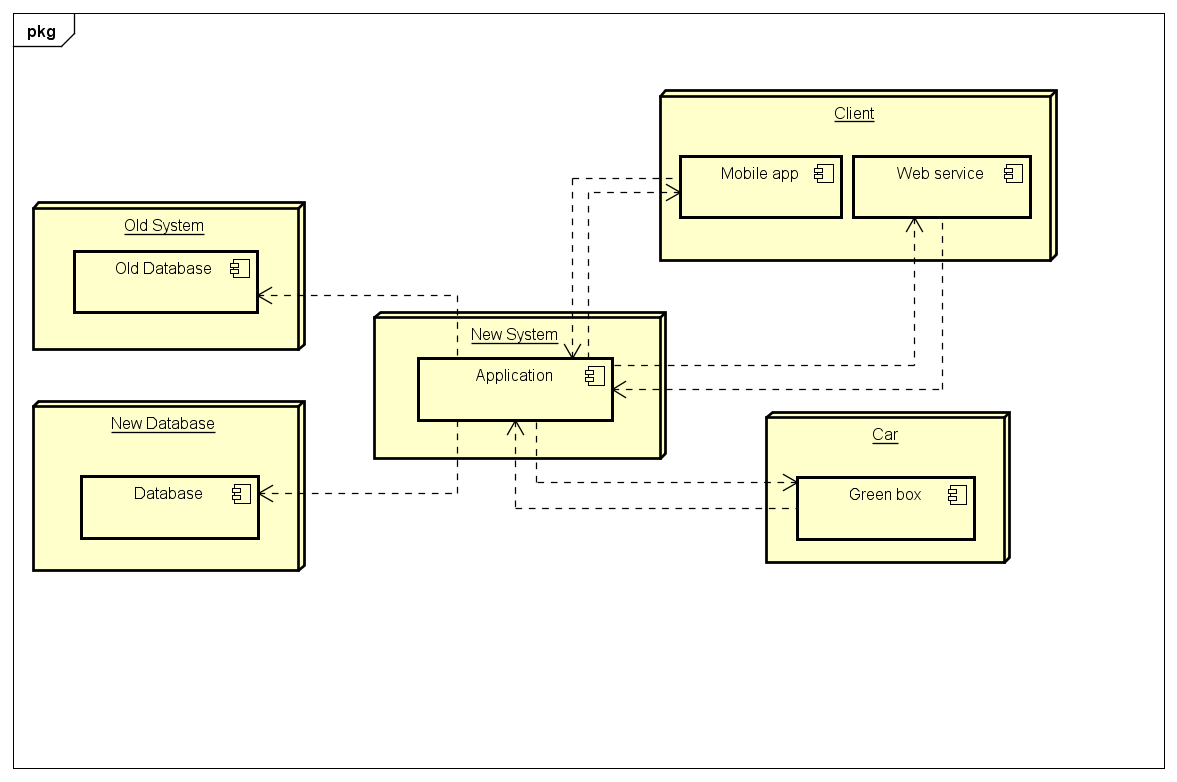 pkg
Client
Mobile app
Web service
Old System
Old Database
New System
Application
New Database
Database
Car
Green box